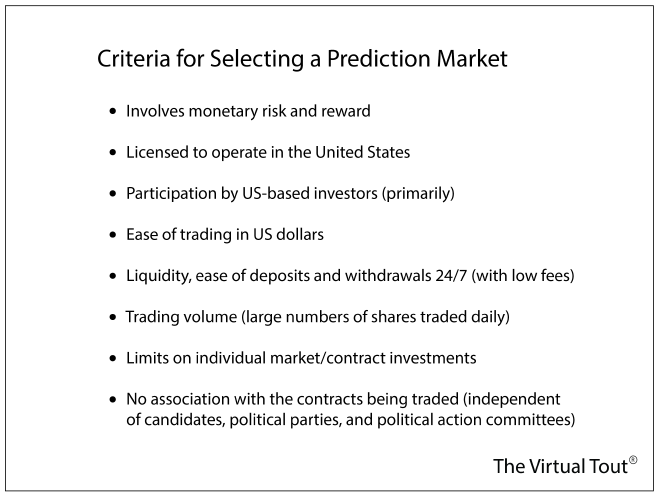 Criteria for Selecting a Prediction Market
• Involves monetary risk and reward
• Licensed to operate in the United States
• Participation by US-based investors (primarily)
• Ease of trading in US dollars
• Liquidity, ease of deposits and withdrawals 24/7 (with low fees)
• Trading volume (large numbers of shares traded daily)
• Limits on individual market/contract investments
• No association with the contracts being traded (independent
of candidates, political parties, and political action committees)
The Virtual Tout®